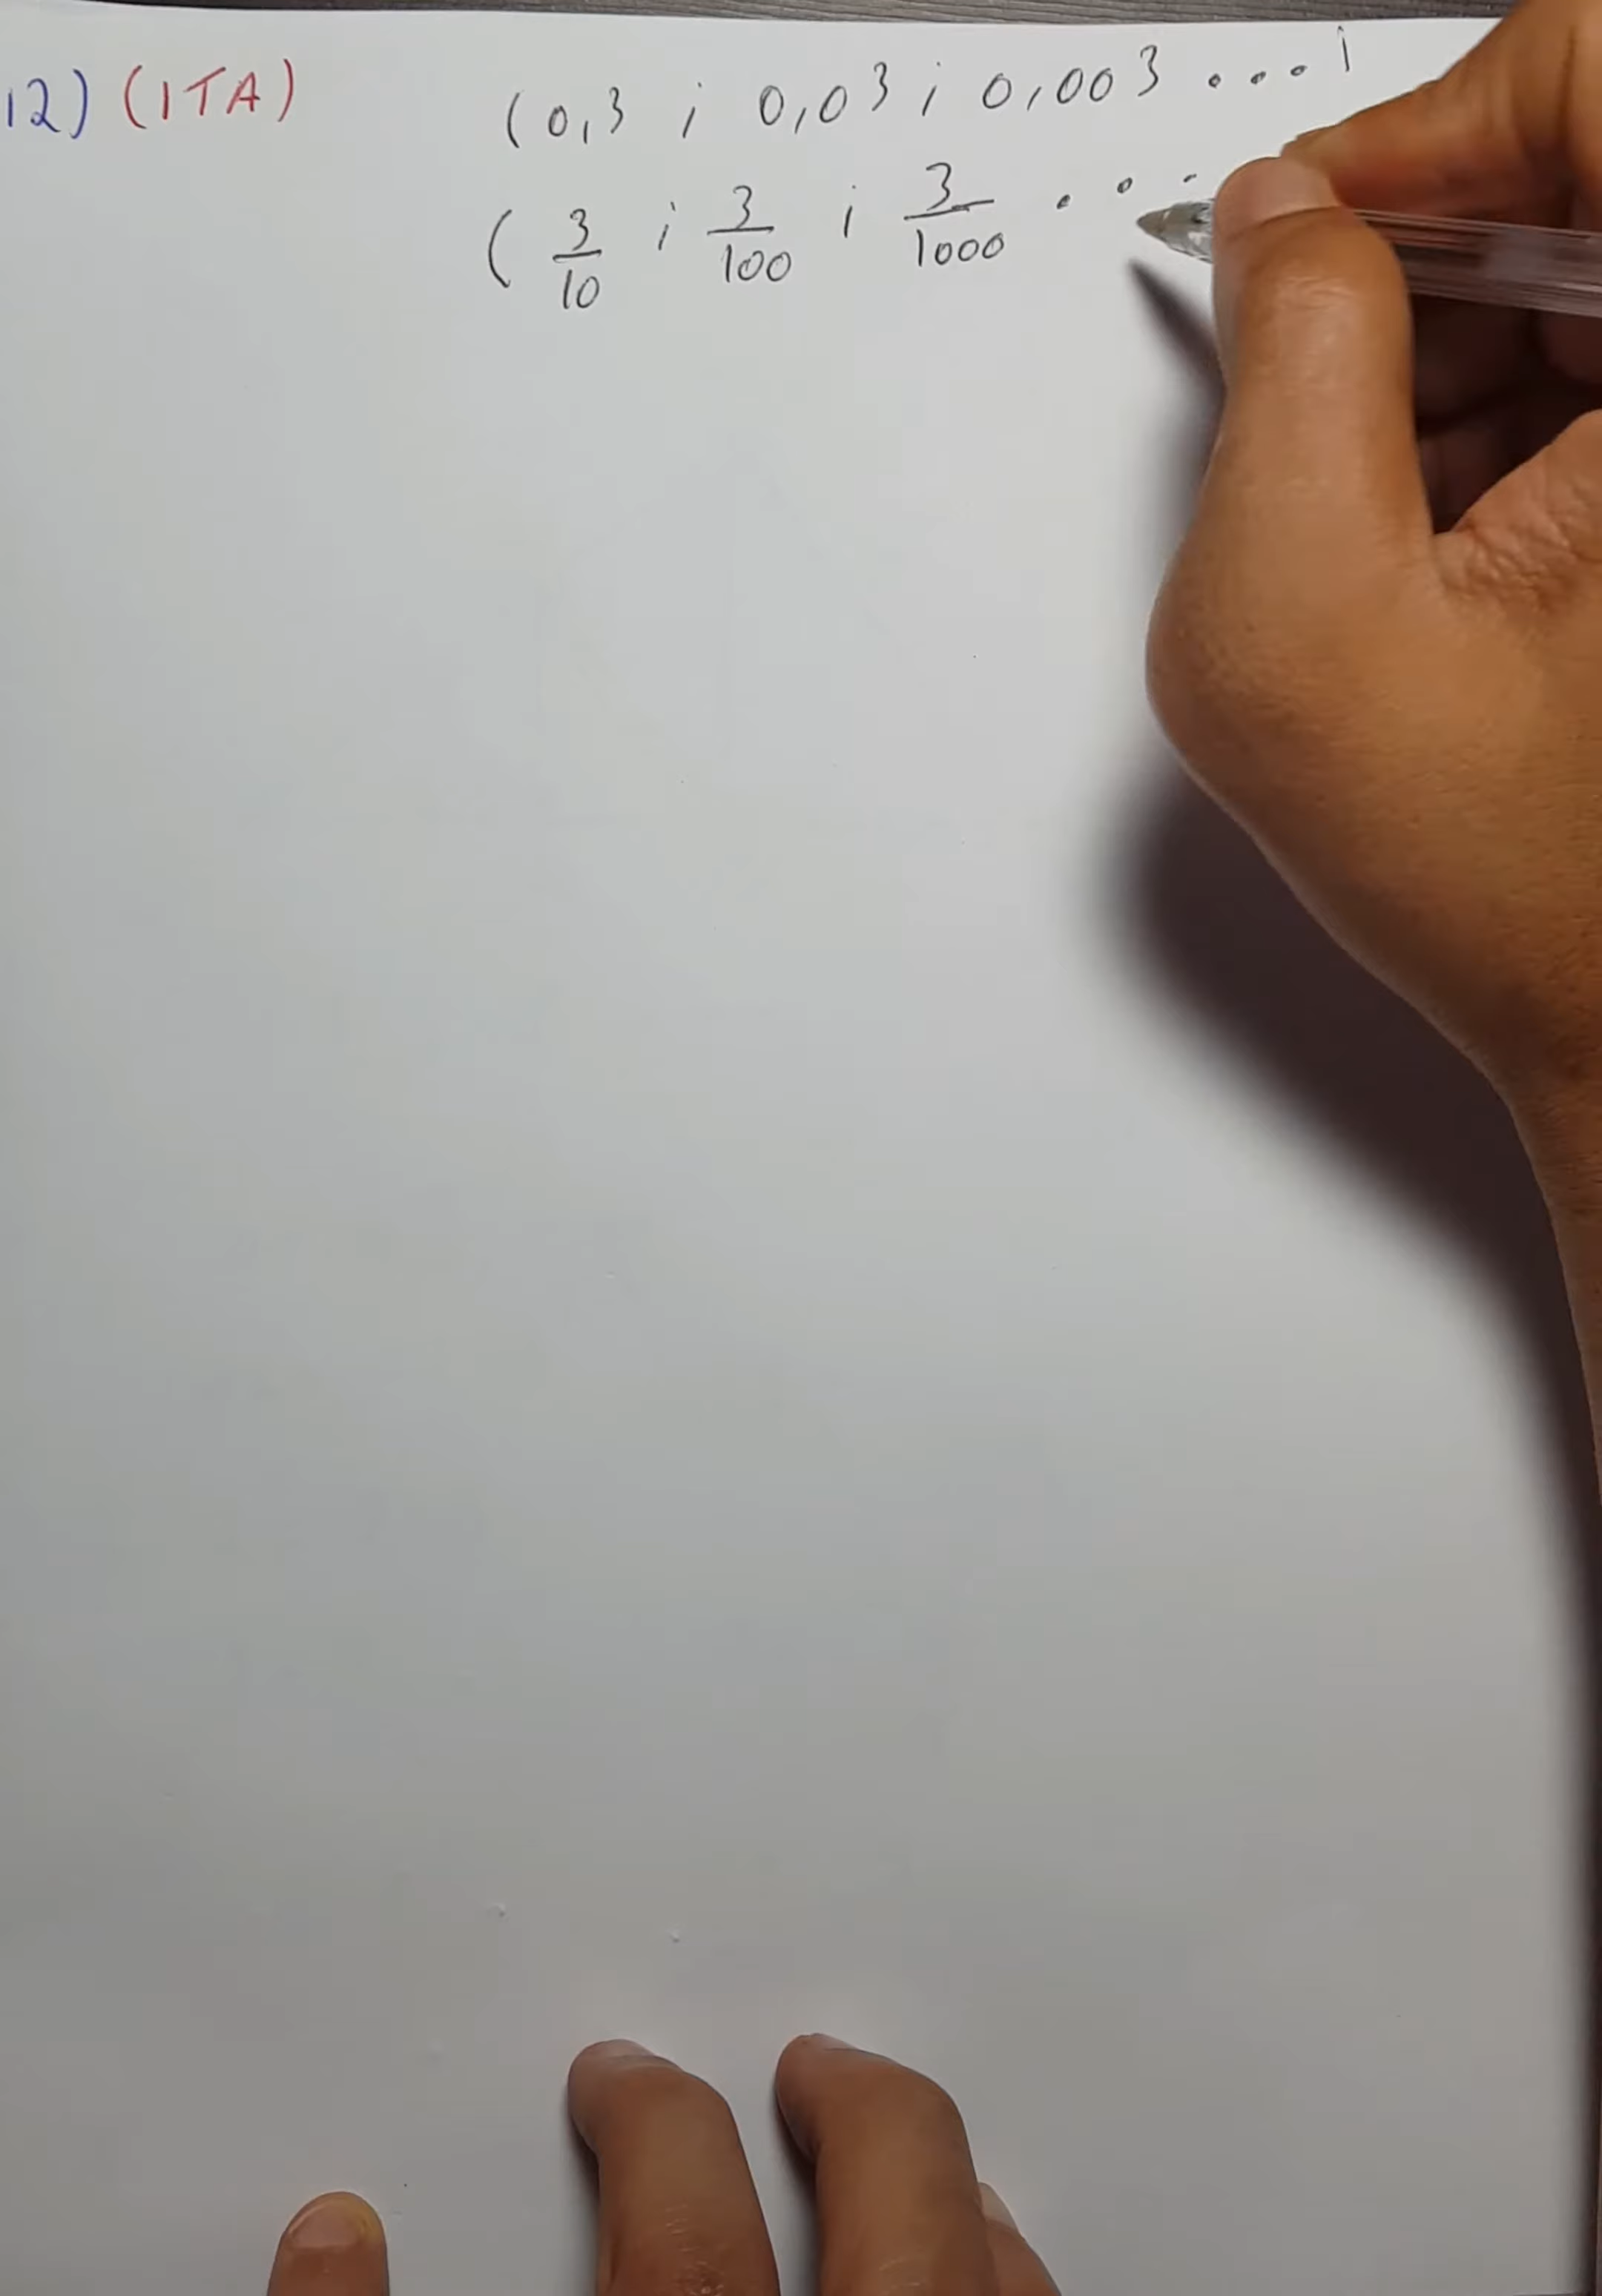 12) (ITA) (0,3 ; 0,03 ; 0,003 ....)
( 3/10 ; 3/100 ; 3/1000 ...